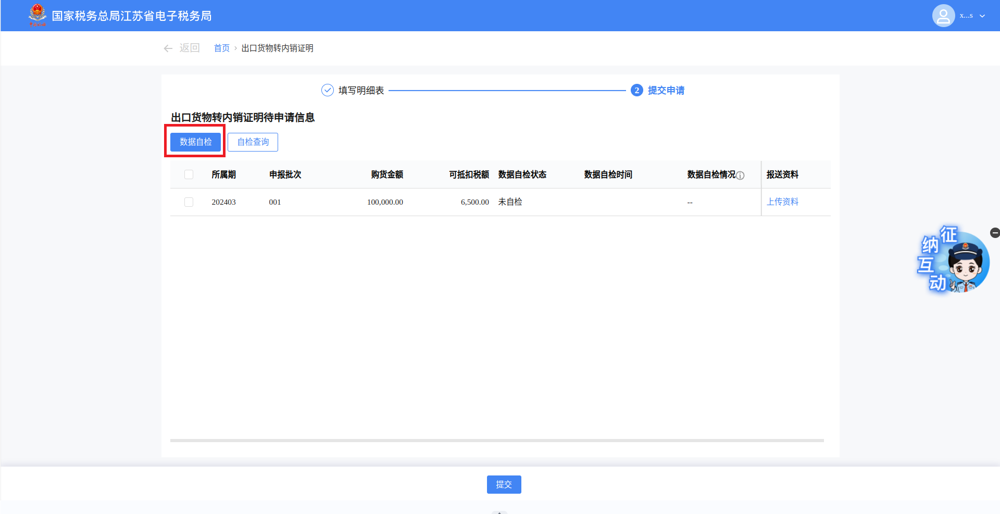 国家税务总局江苏省电子税务局
x...s
返回 首页 › 出口货物转内销证明
填写明细表 2 提交申请
出口货物转内销证明待申请信息
数据自检 自检查询
所属期 申报批次 购货金额 可抵扣税额 数据自检状态 数据自检时间 数据自检情况 报送资料
202403 001 100,000.00 6,500.00 未自检 -- 上传资料
征纳互动
提交